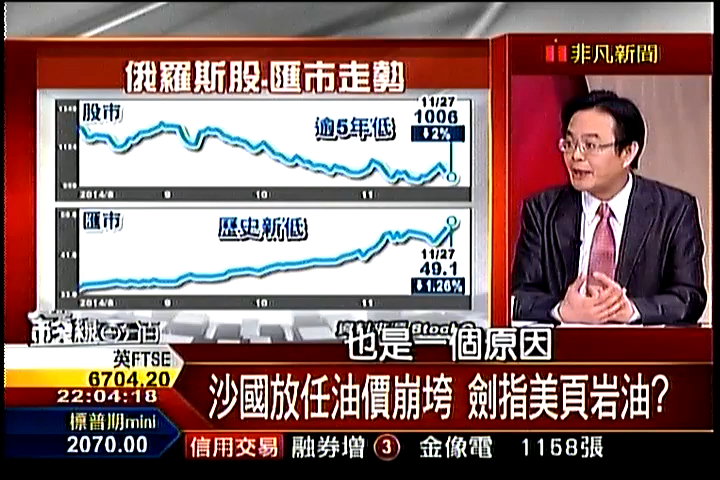 非凡新聞
俄羅斯股.匯市走勢
股市
逾5年低
11/27
1006
⬇2%
2014/8
9
10
11
匯市
歷史新低
11/27
49.1
⬇1.26%
2014/8
9
10
11
也是一個原因
英FTSE
6704.20
22:04:18
沙國放任油價崩垮 劍指美頁岩油?
標普期mini
2070.00
信用交易 融券增 3 金像電 1158張